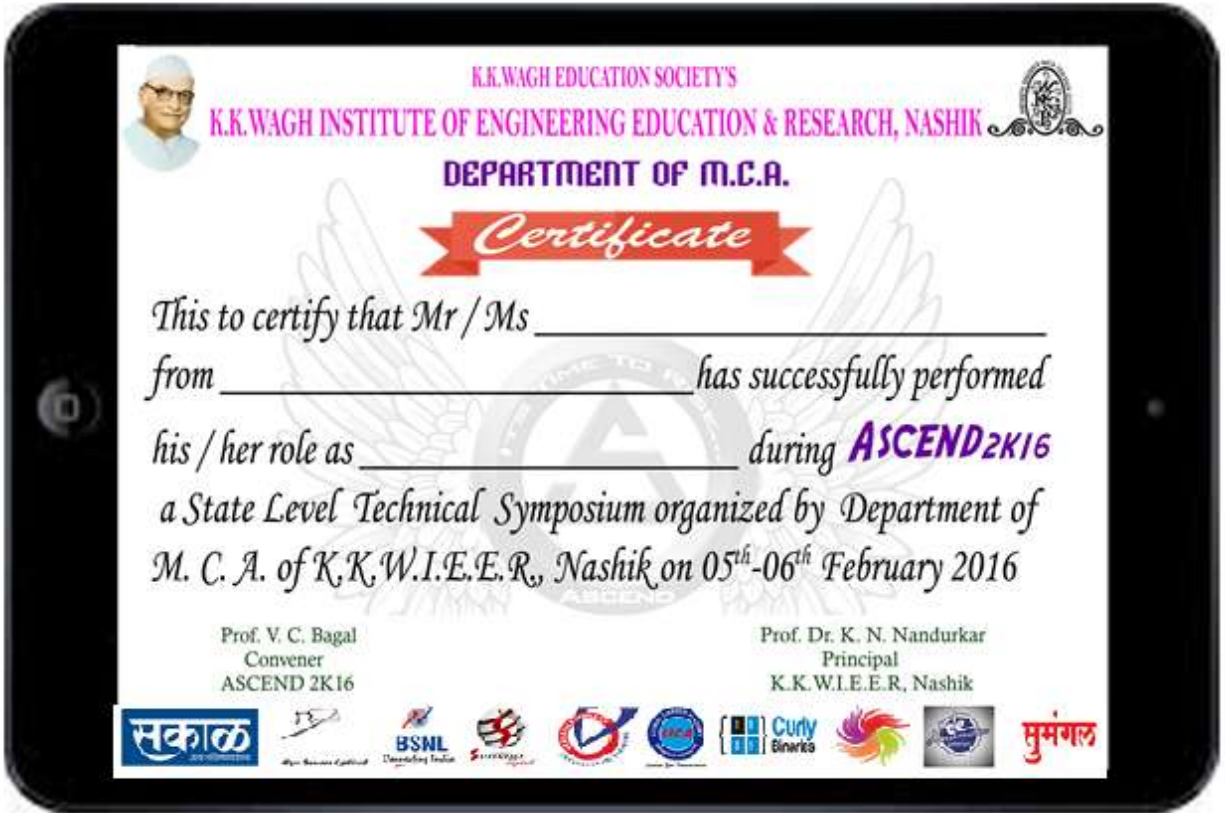 K.K.WAGH EDUCATION SOCIETY'S
K.K.WAGH INSTITUTE OF ENGINEERING EDUCATION & RESEARCH, NASHIK
DEPARTMENT OF M.C.A.
Certificate
This to certify that Mr / Ms
from has successfully performed
his / her role as during ASCEND2K16
a State Level Technical Symposium organized by Department of
M. C. A. of K.K.W.I.E.E.R., Nashik on 05th-06th February 2016
ASCEND
Prof. V. C. Bagal
Convener
ASCEND 2K16
Prof. Dr. K. N. Nandurkar
Principal
K.K.W.I.E.E.R, Nashik
सकाळ
BSNL
Connecting India
Curly
Binaries
सुमंगल